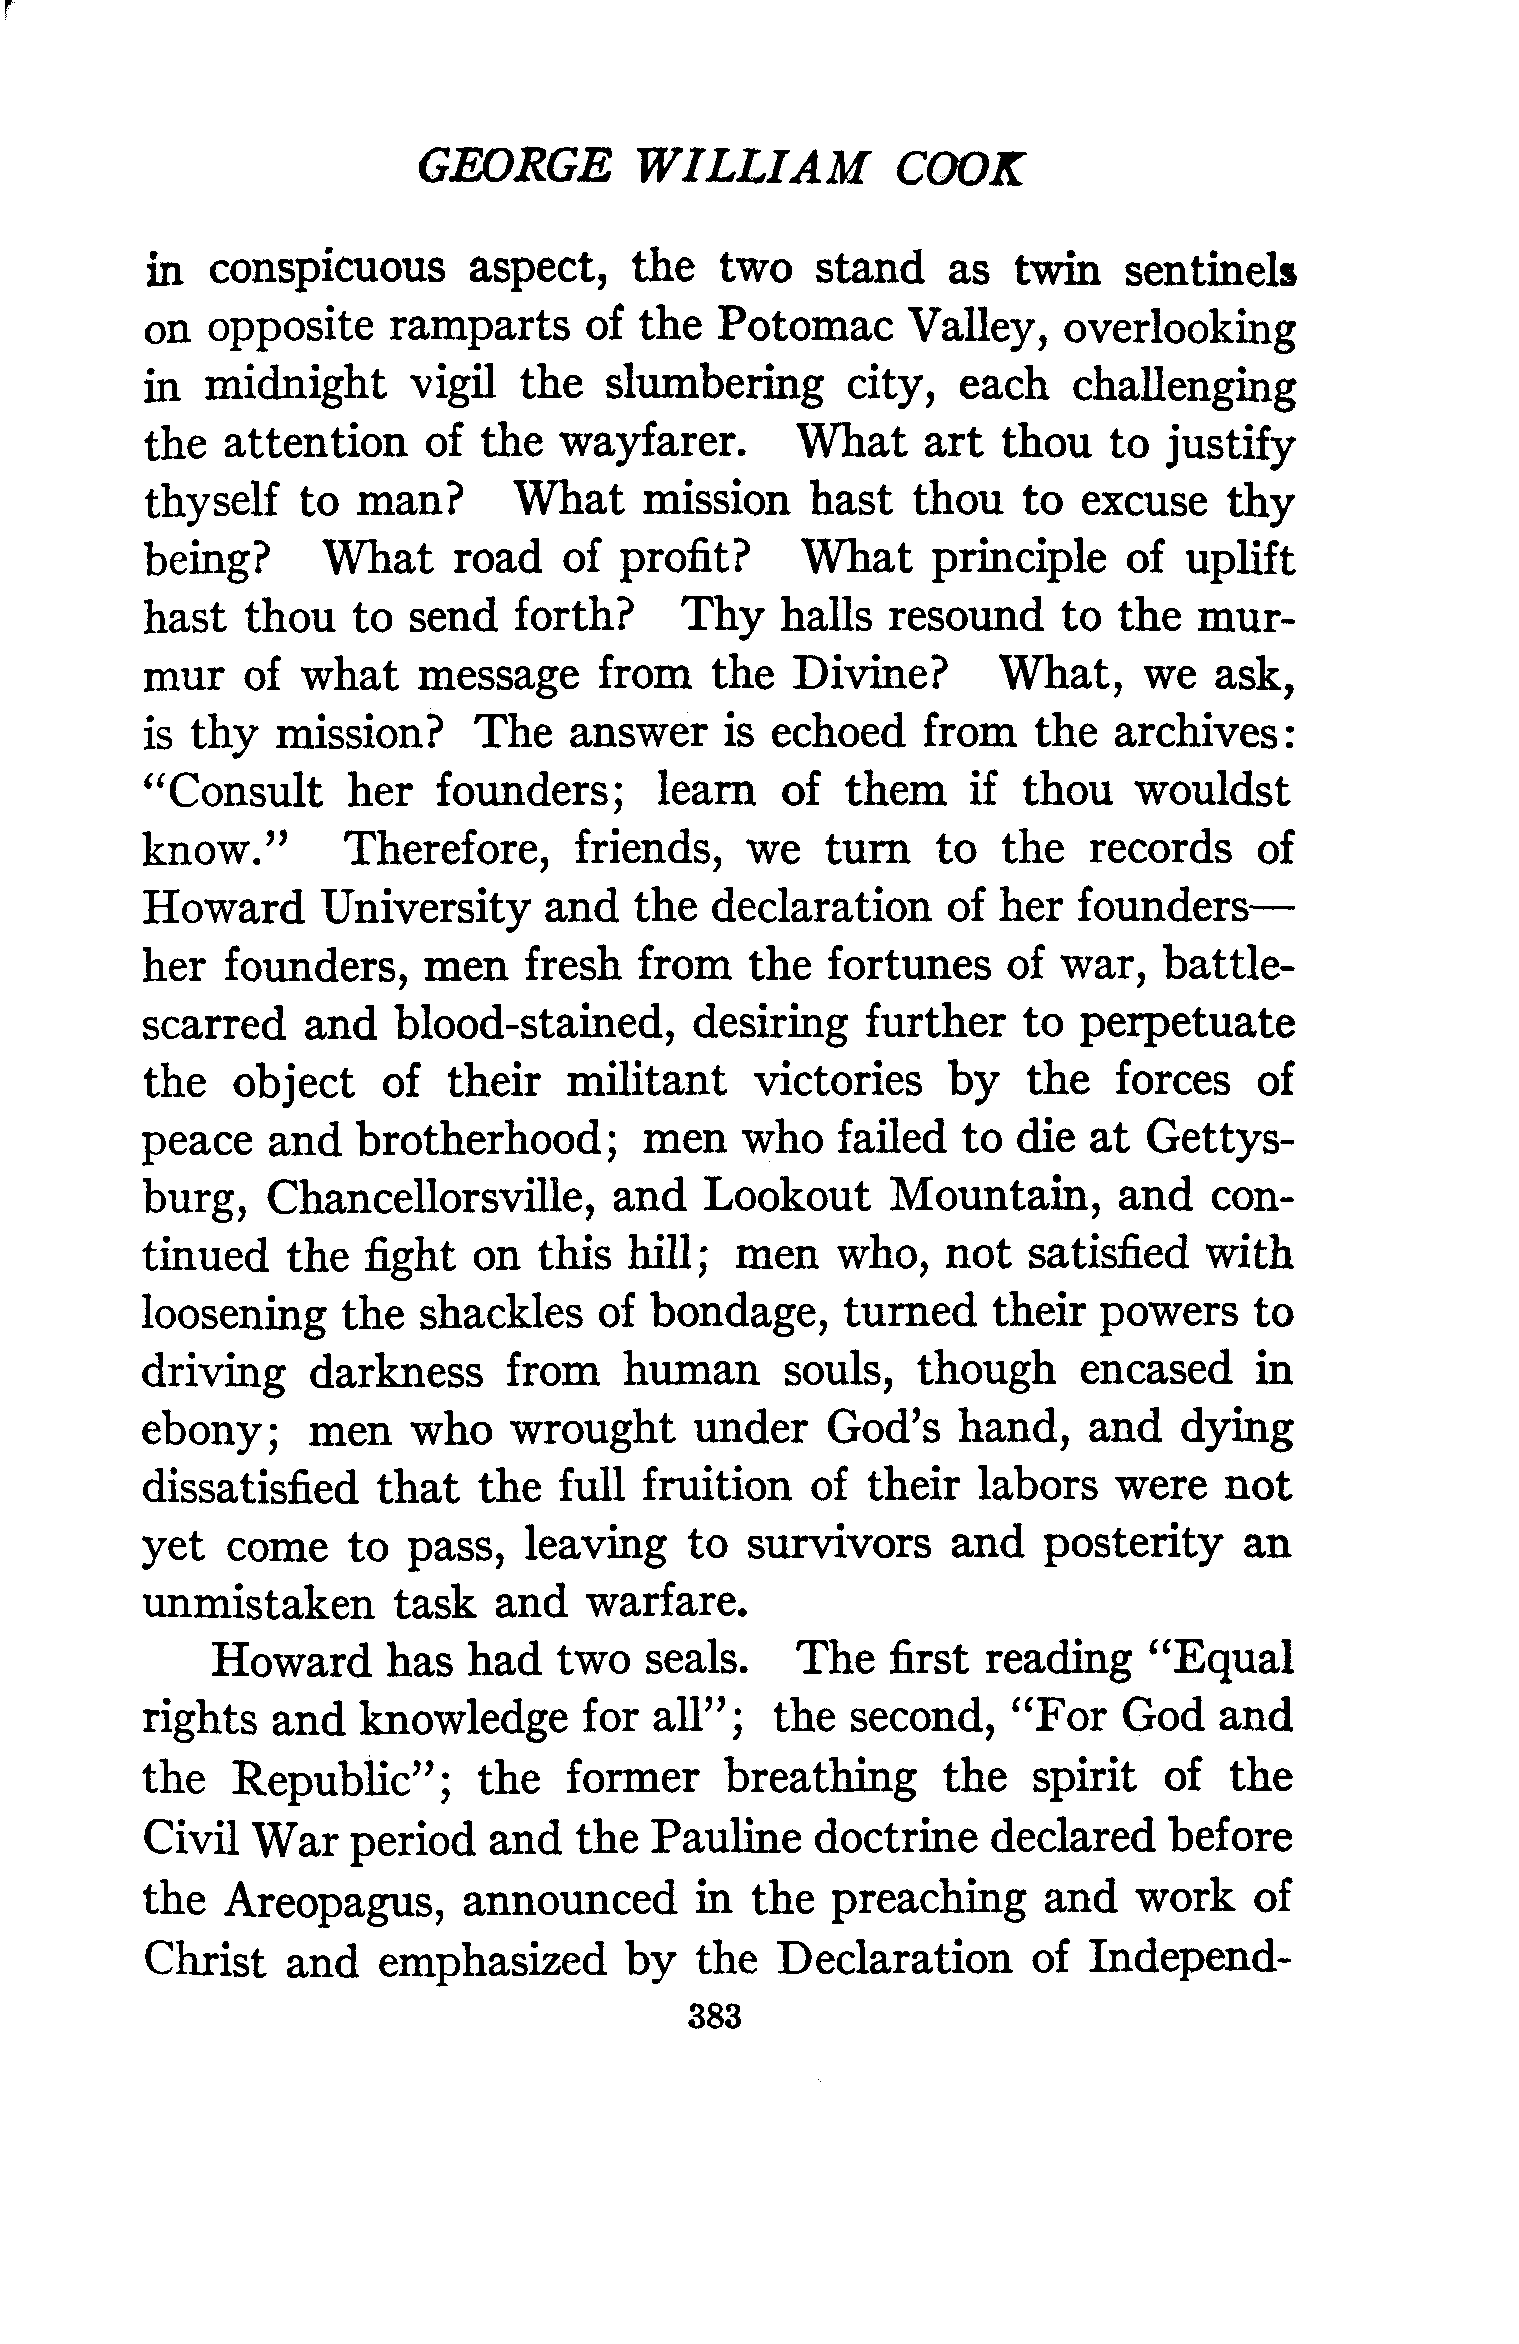 GEORGE WILLIAM COOK
in conspicuous aspect, the two stand as twin sentinels
on opposite ramparts of the Potomac Valley, overlooking
in midnight vigil the slumbering city, each challenging
the attention of the wayfarer. What art thou to justify
thyself to man? What mission hast thou to excuse thy
being? What road of profit? What principle of uplift
hast thou to send forth? Thy halls resound to the mur-
mur of what message from the Divine? What, we ask,
is thy mission? The answer is echoed from the archives:
“Consult her founders; learn of them if thou wouldst
know.” Therefore, friends, we turn to the records of
Howard University and the declaration of her founders—
her founders, men fresh from the fortunes of war, battle-
scarred and blood-stained, desiring further to perpetuate
the object of their militant victories by the forces of
peace and brotherhood; men who failed to die at Gettys-
burg, Chancellorsville, and Lookout Mountain, and con-
tinued the fight on this hill; men who, not satisfied with
loosening the shackles of bondage, turned their powers to
driving darkness from human souls, though encased in
ebony; men who wrought under God's hand, and dying
dissatisfied that the full fruition of their labors were not
yet come to pass, leaving to survivors and posterity an
unmistaken task and warfare.
Howard has had two seals. The first reading “Equal
rights and knowledge for all”; the second, “For God and
the Republic”; the former breathing the spirit of the
Civil War period and the Pauline doctrine declared before
the Areopagus, announced in the preaching and work of
Christ and emphasized by the Declaration of Independ-
383